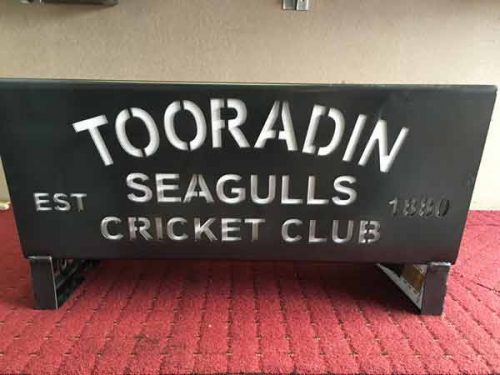 TOORADIN
SEAGULLS
EST 1880
CRICKET CLUB